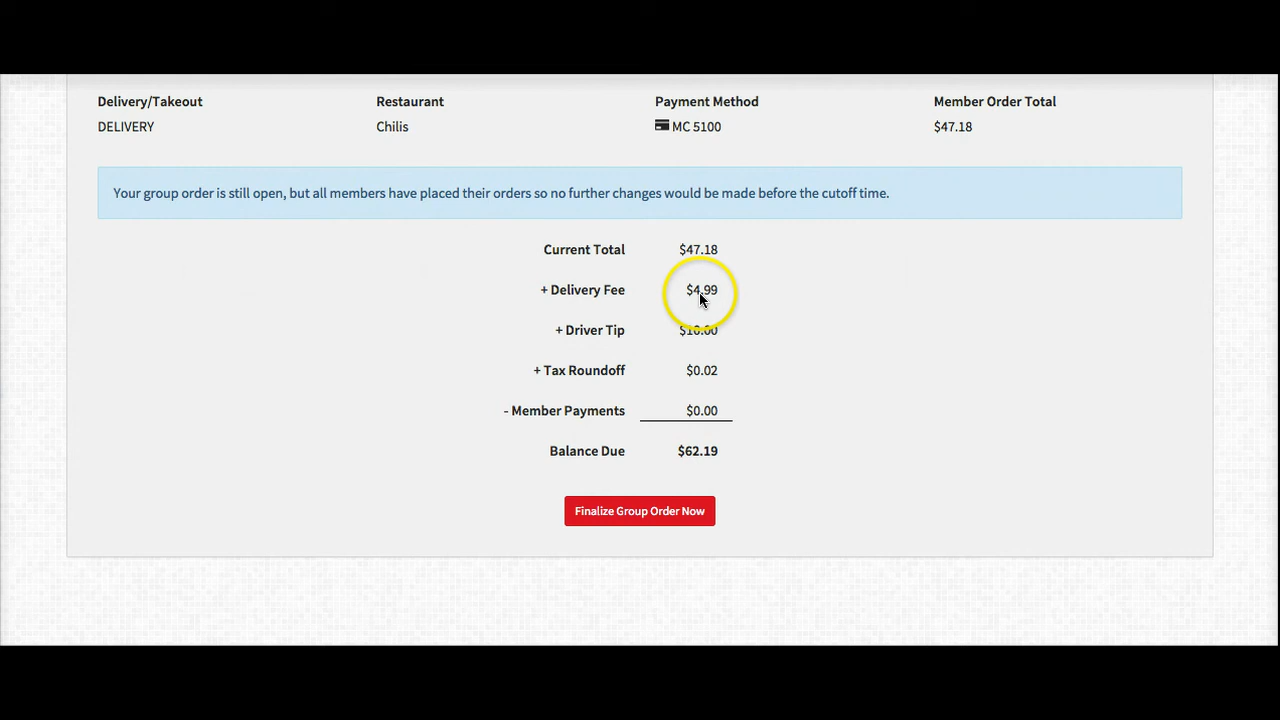 Delivery/Takeout Restaurant Payment Method Member Order Total
DELIVERY Chilis MC 5100 $47.18
Your group order is still open, but all members have placed their orders so no further changes would be made before the cutoff time.
Current Total $47.18
+ Delivery Fee $4.99
+ Driver Tip $10.00
+ Tax Roundoff $0.02
- Member Payments $0.00
Balance Due $62.19
Finalize Group Order Now